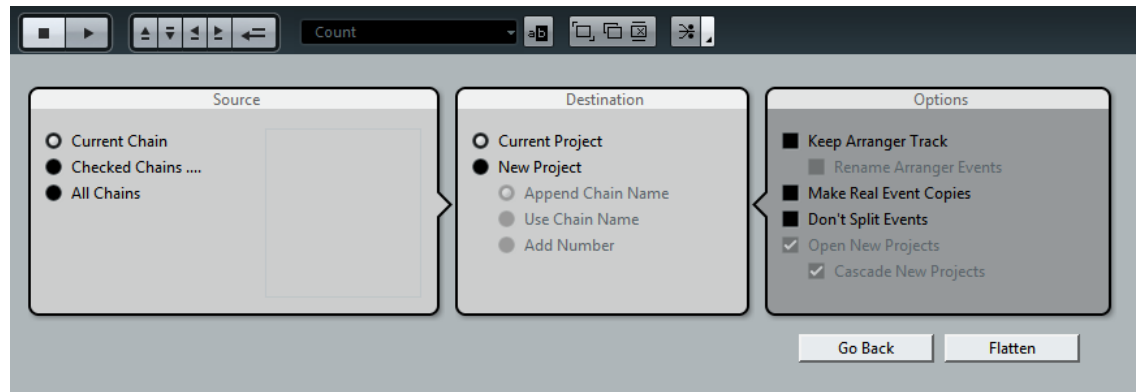 Count
ab
Source
Current Chain
Checked Chains ....
All Chains
Destination
Current Project
New Project
Append Chain Name
Use Chain Name
Add Number
Options
Keep Arranger Track
Rename Arranger Events
Make Real Event Copies
Don't Split Events
Open New Projects
Cascade New Projects
Go Back
Flatten